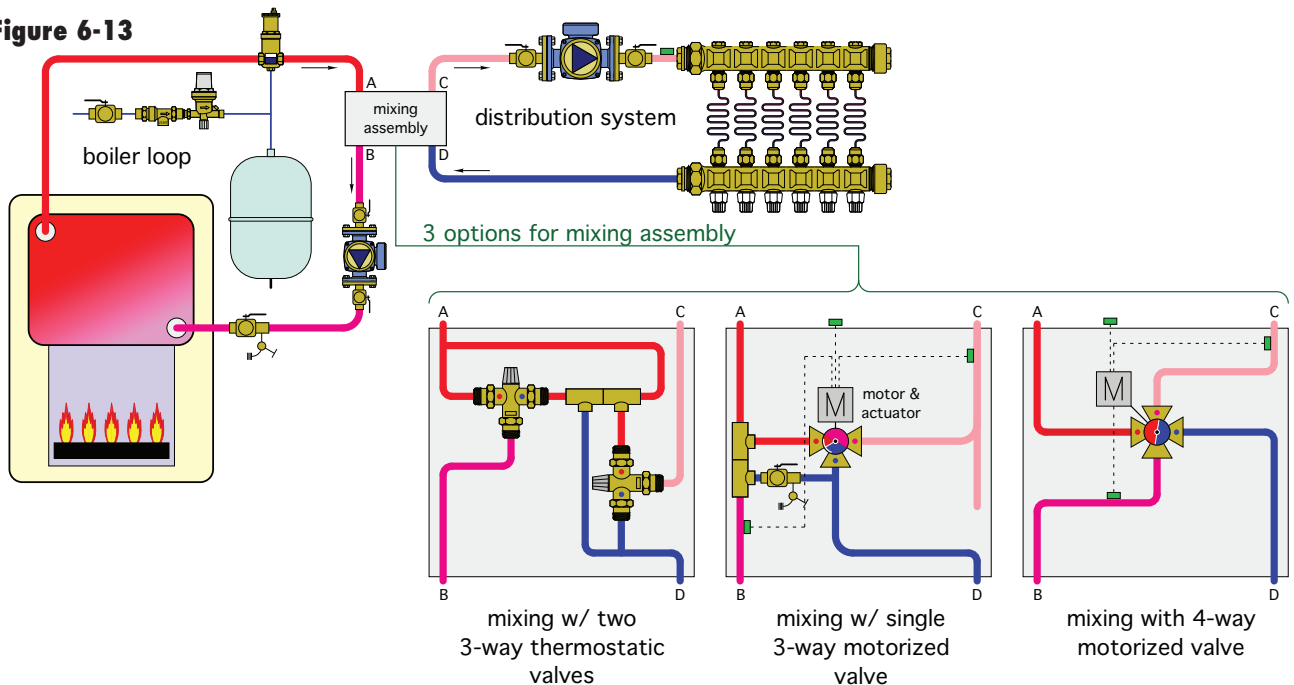 Figure 6-13
A
C
mixing
assembly
B
D
distribution system
boiler loop
3 options for mixing assembly
A
C
A
C
A
C
M
motor &
actuator
M
B
D
B
D
B
D
mixing w/ two
3-way thermostatic
valves
mixing w/ single
3-way motorized
valve
mixing with 4-way
motorized valve